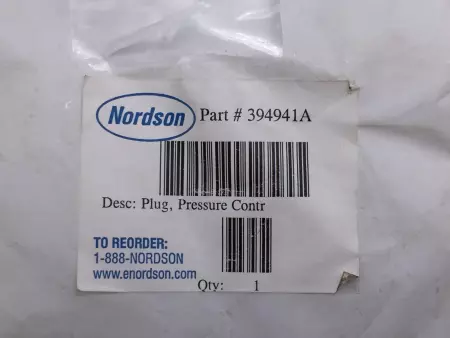 Nordson Part # 394941A
Desc: Plug, Pressure Contr
TO REORDER:
1-888-NORDSON
www.enordson.com
Qty: 1